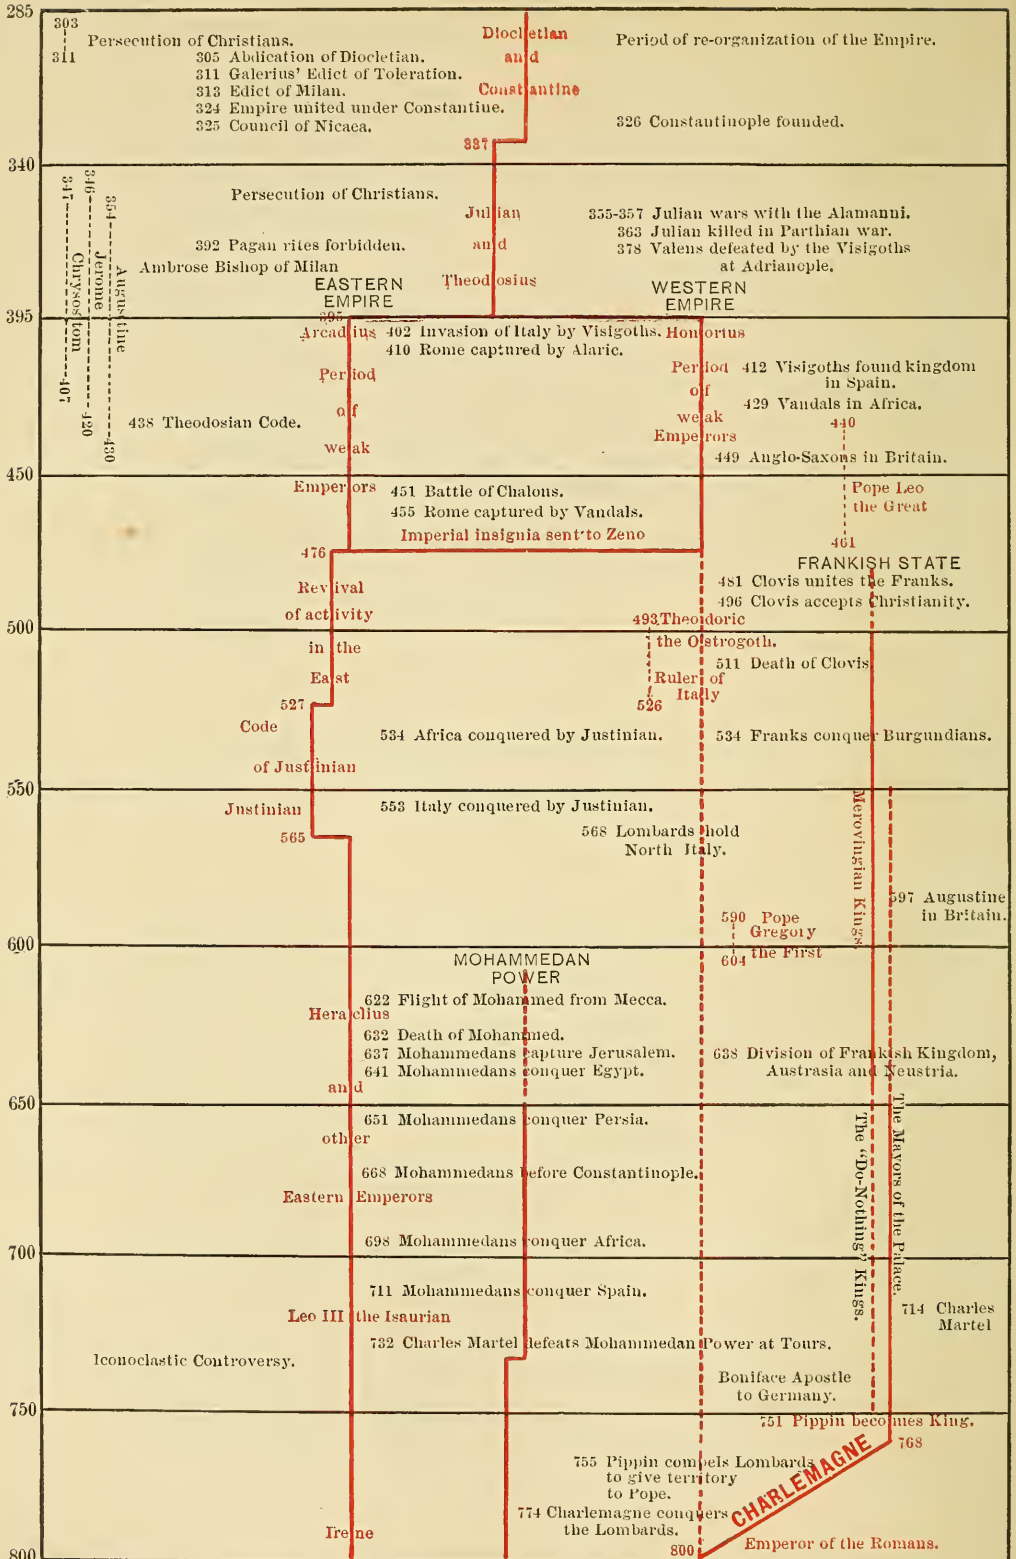 285
303
311
Persecution of Christians.
305 Abdication of Diocletian.
311 Galerius' Edict of Toleration.
313 Edict of Milan.
324 Empire united under Constantine.
325 Council of Nicaea.
Diocletian
and
Constantine
Period of re-organization of the Empire.
326 Constantinople founded.
337
340
347
Chrysostom
407
346
Jerome
420
354
Augustine
430
Persecution of Christians.
392 Pagan rites forbidden.
Ambrose Bishop of Milan
Julian
and
Theodosius
355-357 Julian wars with the Alamanni.
363 Julian killed in Parthian war.
378 Valens defeated by the Visigoths
at Adrianople.
EASTERN
EMPIRE
WESTERN
EMPIRE
395
395
Arcadius
402 Invasion of Italy by Visigoths.
410 Rome captured by Alaric.
Honorius
Period
of
weak
Emperors
438 Theodosian Code.
Period
of
weak
Emperors
412 Visigoths found kingdom
in Spain.
429 Vandals in Africa.
440
449 Anglo-Saxons in Britain.
450
451 Battle of Chalons.
455 Rome captured by Vandals.
Imperial insignia sent to Zeno
Pope Leo
the Great
461
476
FRANKISH STATE
481 Clovis unites the Franks.
496 Clovis accepts Christianity.
Revival
of activity
in the
East
500
493 Theodoric
the Ostrogoth.
Ruler of
Italy
526
511 Death of Clovis
527
Code
of Justinian
Justinian
534 Africa conquered by Justinian.
534 Franks conquer Burgundians.
550
553 Italy conquered by Justinian.
565
568 Lombards hold
North Italy.
Merovingian Kings.
597 Augustine
in Britain.
590 Pope
Gregory
the First
604
600
MOHAMMEDAN
POWER
622 Flight of Mohammed from Mecca.
Heraclius
632 Death of Mohammed.
637 Mohammedans capture Jerusalem.
641 Mohammedans conquer Egypt.
638 Division of Frankish Kingdom,
Austrasia and Neustria.
and
650
651 Mohammedans conquer Persia.
other
668 Mohammedans before Constantinople.
Eastern Emperors
698 Mohammedans conquer Africa.
The "Do-Nothing" Kings.
The Mayors of the Palace.
700
711 Mohammedans conquer Spain.
Leo III the Isaurian
732 Charles Martel defeats Mohammedan Power at Tours.
714 Charles
Martel
Iconoclastic Controversy.
Boniface Apostle
to Germany.
750
751 Pippin becomes King.
768
755 Pippin compels Lombards
to give territory
to Pope.
CHARLEMAGNE
774 Charlemagne conquers
the Lombards.
Irene
Emperor of the Romans.
800
800